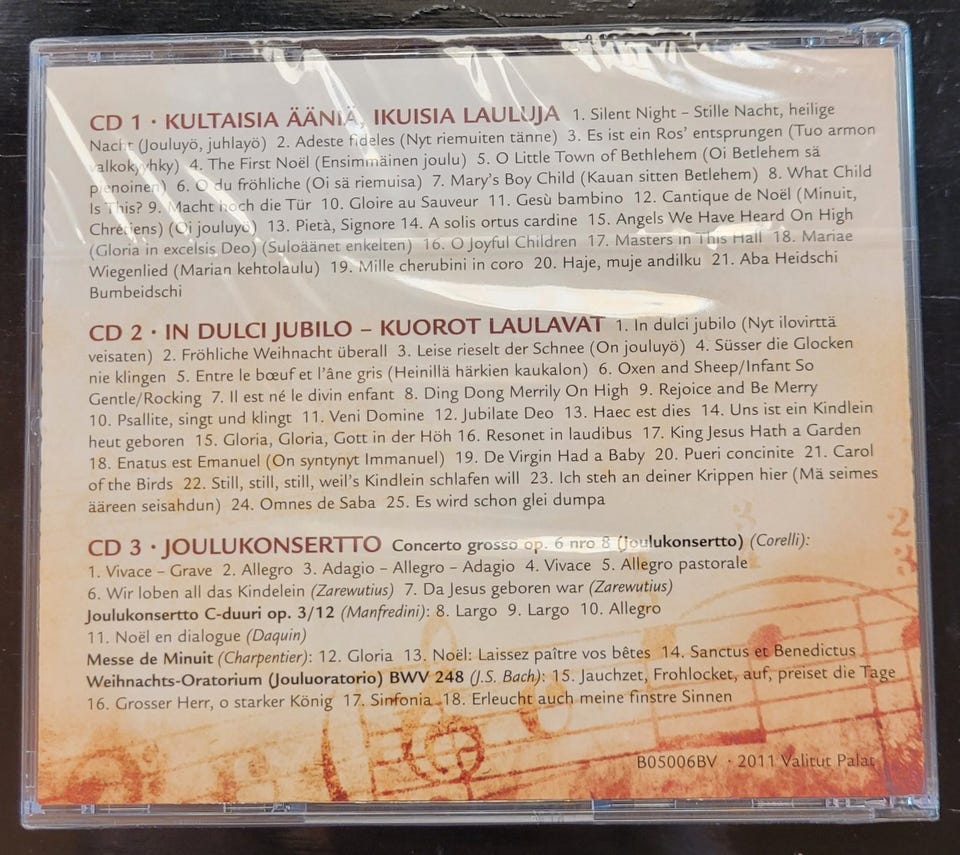 CD 1 · KULTAISIA ÄÄNIÄ, IKUISIA LAULUJA 1. Silent Night – Stille Nacht, heilige
Nacht (Jouluyö, juhlayö) 2. Adeste fideles (Nyt riemuiten tänne) 3. Es ist ein Ros' entsprungen (Tuo armon
valkokyyhky) 4. The First Noël (Ensimmäinen joulu) 5. O Little Town of Bethlehem (Oi Betlehem sä
pienoinen) 6. O du fröhliche (Oi sä riemuisa) 7. Mary's Boy Child (Kauan sitten Betlehem) 8. What Child
Is This? 9. Macht hoch die Tür 10. Gloire au Sauveur 11. Gesù bambino 12. Cantique de Noël (Minuit,
Chretiens) (Oi jouluyö) 13. Pietà, Signore 14. A solis ortus cardine 15. Angels We Have Heard On High
(Gloria in excelsis Deo) (Suloäänet enkelten) 16. O Joyful Children 17. Masters in This Hall 18. Mariae
Wiegenlied (Marian kehtolaulu) 19. Mille cherubini in coro 20. Haje, muje andilku 21. Aba Heidschi
Bumbeidschi
CD 2 · IN DULCI JUBILO – KUOROT LAULAVAT 1. In dulci jubilo (Nyt ilovirttä
veisaten) 2. Fröhliche Weihnacht überall 3. Leise rieselt der Schnee (On jouluyö) 4. Süsser die Glocken
nie klingen 5. Entre le bœuf et l'âne gris (Heinillä härkien kaukalon) 6. Oxen and Sheep/Infant So
Gentle/Rocking 7. Il est né le divin enfant 8. Ding Dong Merrily On High 9. Rejoice and Be Merry
10. Psallite, singt und klingt 11. Veni Domine 12. Jubilate Deo 13. Haec est dies 14. Uns ist ein Kindlein
heut geboren 15. Gloria, Gloria, Gott in der Höh 16. Resonet in laudibus 17. King Jesus Hath a Garden
18. Enatus est Emanuel (On syntynyt Immanuel) 19. De Virgin Had a Baby 20. Pueri concinite 21. Carol
of the Birds 22. Still, still, still, weil's Kindlein schlafen will 23. Ich steh an deiner Krippen hier (Mä seimes
ääreen seisahdun) 24. Omnes de Saba 25. Es wird schon glei dumpa
CD 3 · JOULUKONSERTTO Concerto grosso op. 6 nro 8 (Joulukonsertto) (Corelli):
1. Vivace – Grave 2. Allegro 3. Adagio – Allegro – Adagio 4. Vivace 5. Allegro pastorale
6. Wir loben all das Kindelein (Zarewutius) 7. Da Jesus geboren war (Zarewutius)
Joulukonsertto C-duuri op. 3/12 (Manfredini): 8. Largo 9. Largo 10. Allegro
11. Noël en dialogue (Daquin)
Messe de Minuit (Charpentier): 12. Gloria 13. Noël: Laissez paître vos bêtes 14. Sanctus et Benedictus
Weihnachts-Oratorium (Jouluoratorio) BWV 248 (J.S. Bach): 15. Jauchzet, Frohlocket, auf, preiset die Tage
16. Grosser Herr, o starker König 17. Sinfonia 18. Erleucht auch meine finstre Sinnen
B05006BV · 2011 Valitut Palat